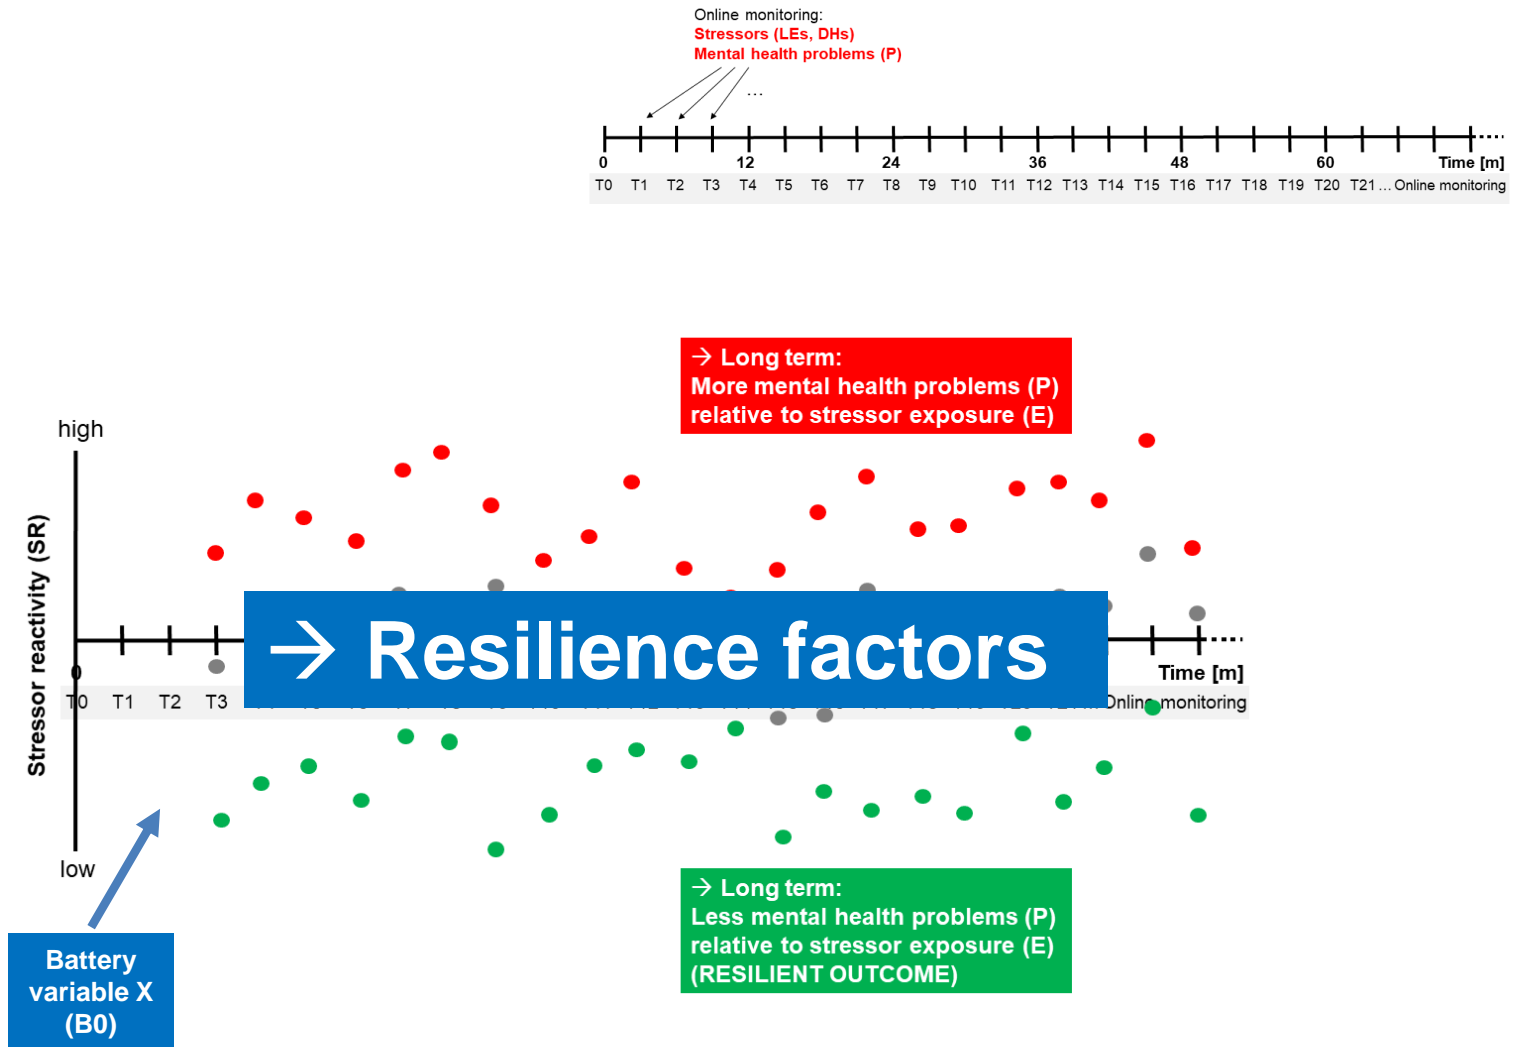 Online monitoring:
Stressors (LEs, DHs)
Mental health problems (P)
...
0 12 24 36 48 60 Time [m]
T0 T1 T2 T3 T4 T5 T6 T7 T8 T9 T10 T11 T12 T13 T14 T15 T16 T17 T18 T19 T20 T21 ... Online monitoring
→ Long term:
More mental health problems (P)
relative to stressor exposure (E)
high
Stressor reactivity (SR)
→ Resilience factors
0 Time [m]
T0 T1 T2 T3 Online monitoring
low
→ Long term:
Less mental health problems (P)
relative to stressor exposure (E)
(RESILIENT OUTCOME)
Battery
variable X
(B0)